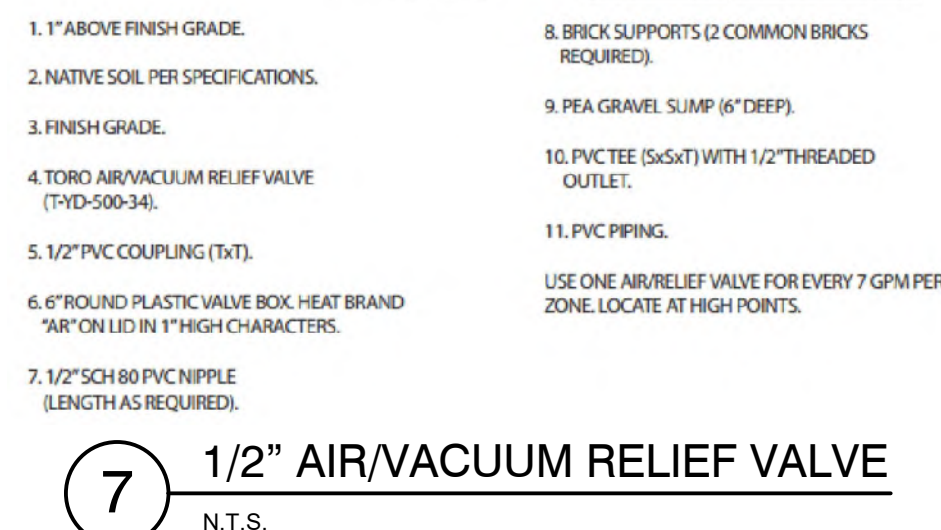 1. 1" ABOVE FINISH GRADE.
2. NATIVE SOIL PER SPECIFICATIONS.
3. FINISH GRADE.
4. TORO AIR/VACUUM RELIEF VALVE
(T-YD-500-34).
5. 1/2" PVC COUPLING (TxT).
6. 6" ROUND PLASTIC VALVE BOX. HEAT BRAND
"AR" ON LID IN 1" HIGH CHARACTERS.
7. 1/2" SCH 80 PVC NIPPLE
(LENGTH AS REQUIRED).
8. BRICK SUPPORTS (2 COMMON BRICKS
REQUIRED).
9. PEA GRAVEL SUMP (6" DEEP).
10. PVC TEE (SxSxT) WITH 1/2" THREADED
OUTLET.
11. PVC PIPING.
USE ONE AIR/RELIEF VALVE FOR EVERY 7 GPM PER
ZONE. LOCATE AT HIGH POINTS.
7
1/2” AIR/VACUUM RELIEF VALVE
N.T.S.